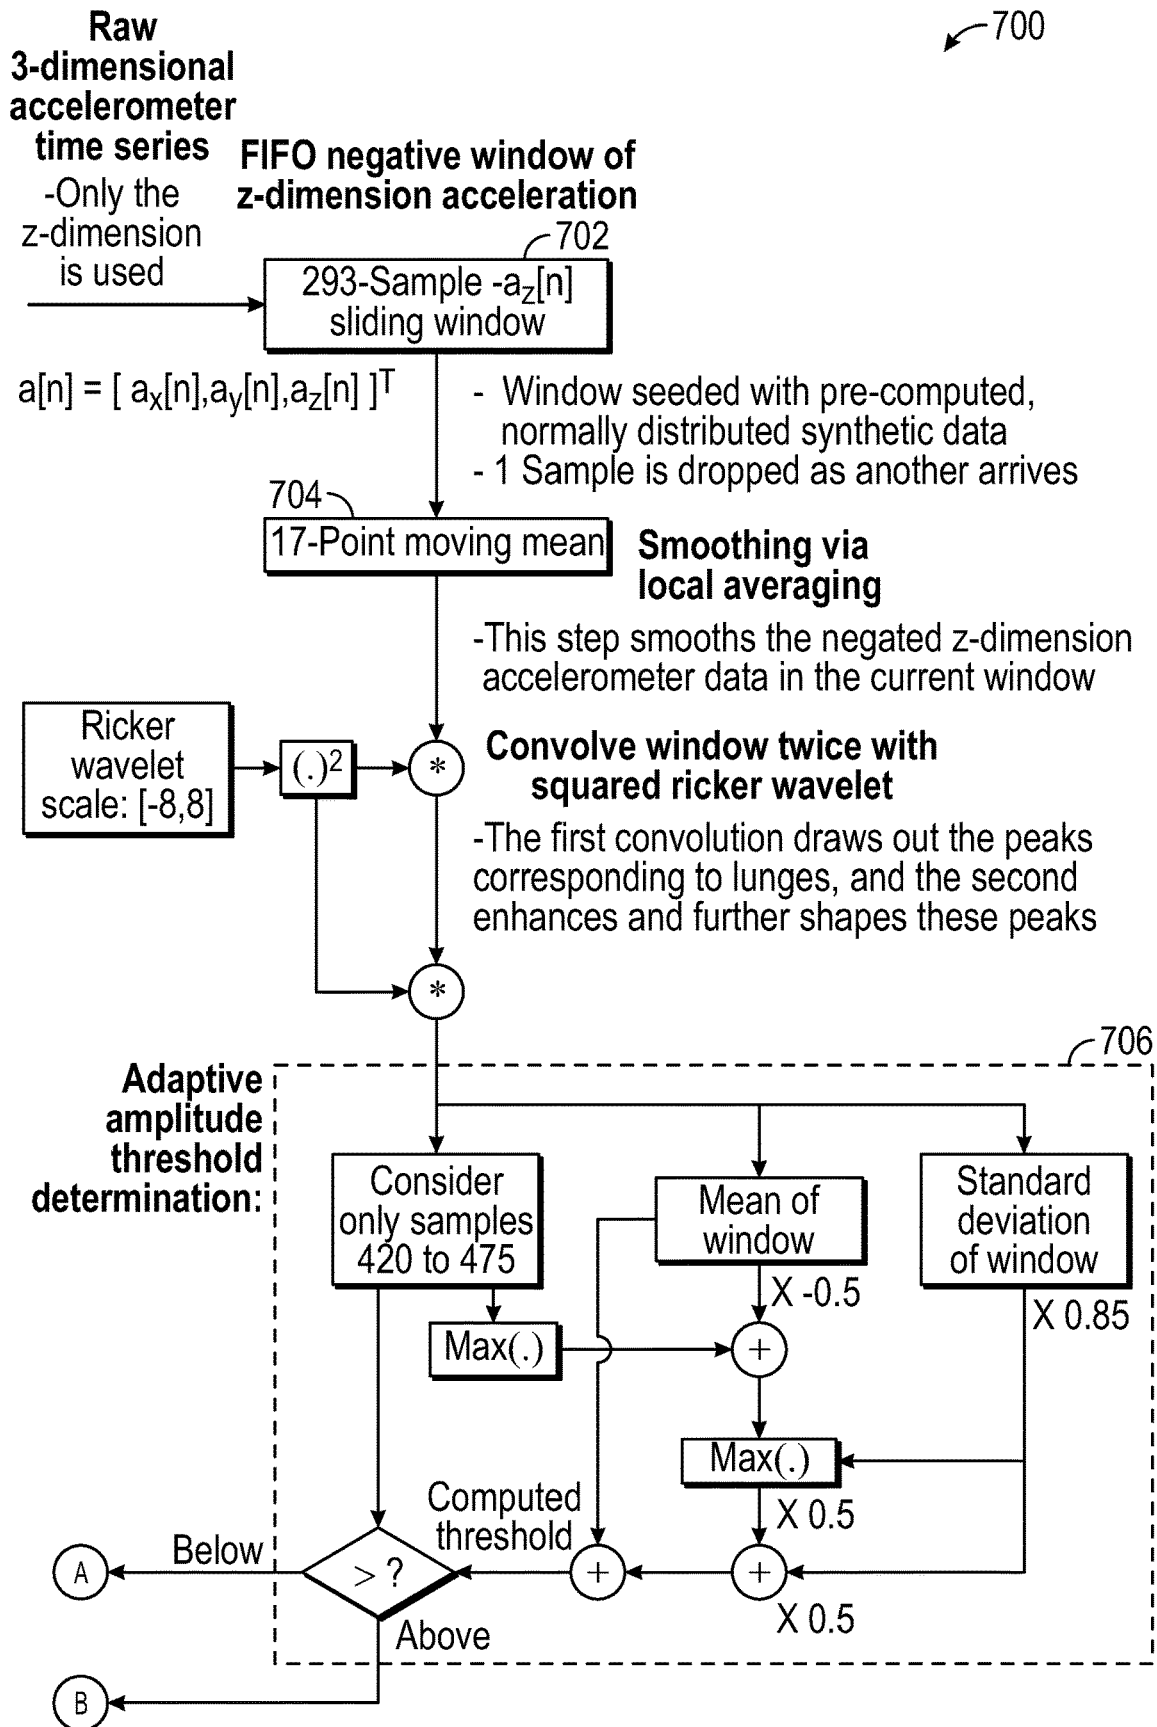 700
Raw
3-dimensional
accelerometer
time series
-Only the
z-dimension
is used
FIFO negative window of
z-dimension acceleration
702
293-Sample -a_z[n]
sliding window
a[n] = [ a_x[n],a_y[n],a_z[n] ]^T
- Window seeded with pre-computed,
normally distributed synthetic data
- 1 Sample is dropped as another arrives
704
17-Point moving mean
Smoothing via
local averaging
-This step smooths the negated z-dimension
accelerometer data in the current window
Ricker
wavelet
scale: [-8,8]
(.)²
*
Convolve window twice with
squared ricker wavelet
-The first convolution draws out the peaks
corresponding to lunges, and the second
enhances and further shapes these peaks
*
706
Adaptive
amplitude
threshold
determination:
Consider
only samples
420 to 475
Mean of
window
Standard
deviation
of window
X -0.5
X 0.85
Max(.)
+
Max(.)
X 0.5
Computed
threshold
+
+
X 0.5
> ?
Below
A
Above
B